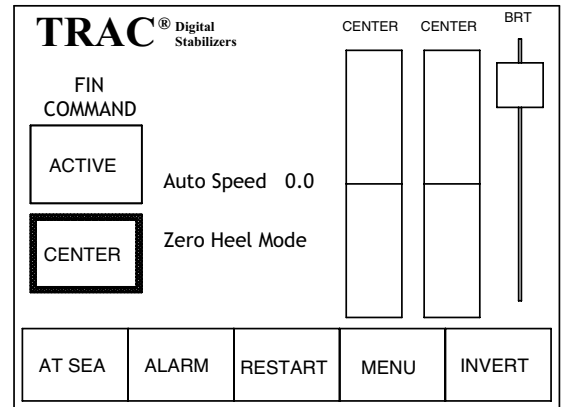 TRAC® Digital Stabilizers
CENTER CENTER BRT
FIN
COMMAND
ACTIVE
Auto Speed 0.0
CENTER
Zero Heel Mode
AT SEA ALARM RESTART MENU INVERT